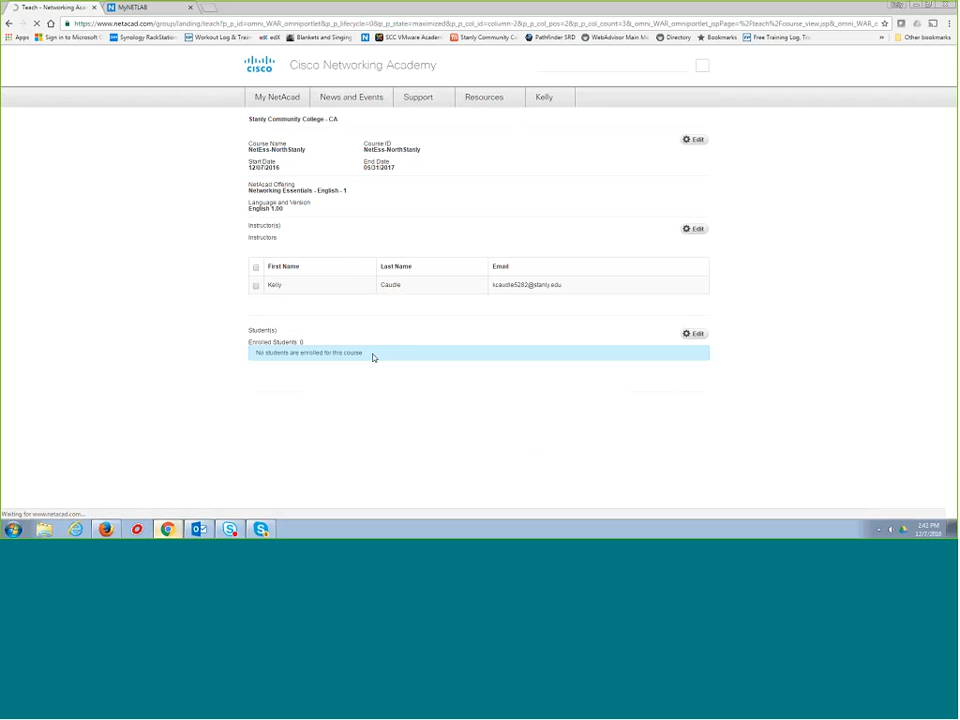 Teach - Networking Aca × MyNETLAB ×
https://www.netacad.com/group/landing/teach?p_p_id=omni_WAR_omniportlet&p_p_lifecycle=0&p_p_state=maximized&p_p_col_id=column-2&p_p_col_pos=2&p_p_col_count=3&_omni_WAR_omniportlet_opPage=%2Fjsp%2Fteach%2Fcourse_view.jsp&_omni_WAR_o
Apps Sign in to Microsoft O Synology RackStation Workout Log & Train edX Blankets and Singing SCC VMware Academ Stanly Community Co Pathfinder SRD WebAdvisor Main M Directory Bookmarks Free Training Log, Tra » Other bookmarks
CISCO Cisco Networking Academy
My NetAcad News and Events Support Resources Kelly
Stanly Community College - CA
Edit
Course Name Course ID
NetEss-NorthStanly NetEss-NorthStanly
Start Date End Date
12/07/2016 05/31/2017
NetAcad Offering
Networking Essentials - English - 1
Language and Version
English 1.00
Instructor(s) Edit
Instructors
First Name Last Name Email
Kelly Caudle kcaudle5282@stanly.edu
Student(s) Edit
Enrolled Students: 0
No students are enrolled for this course
Waiting for www.netacad.com...
2:42 PM
12/7/2016